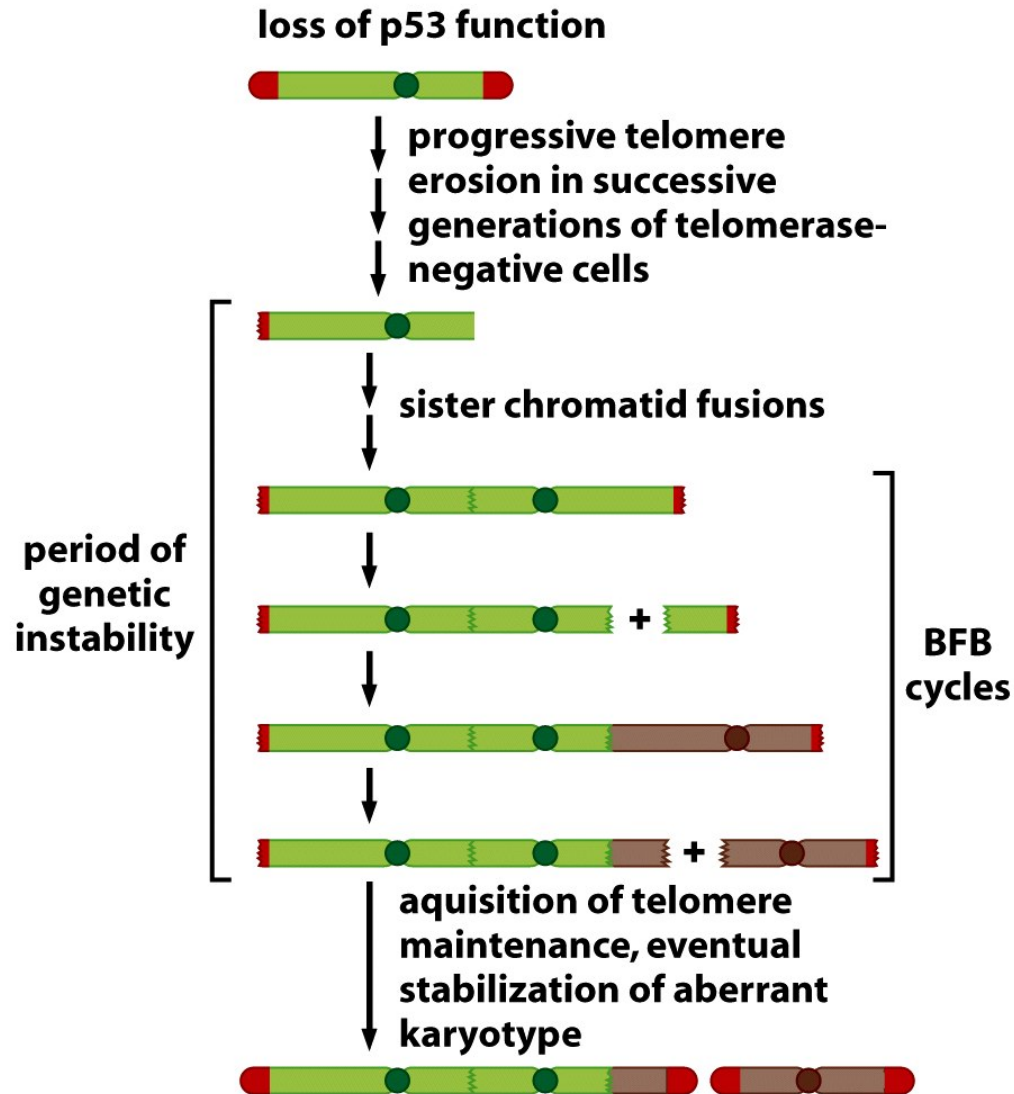 loss of p53 function
progressive telomere
erosion in successive
generations of telomerase-
negative cells
sister chromatid fusions
period of
genetic
instability
+
BFB
cycles
+
aquisition of telomere
maintenance, eventual
stabilization of aberrant
karyotype